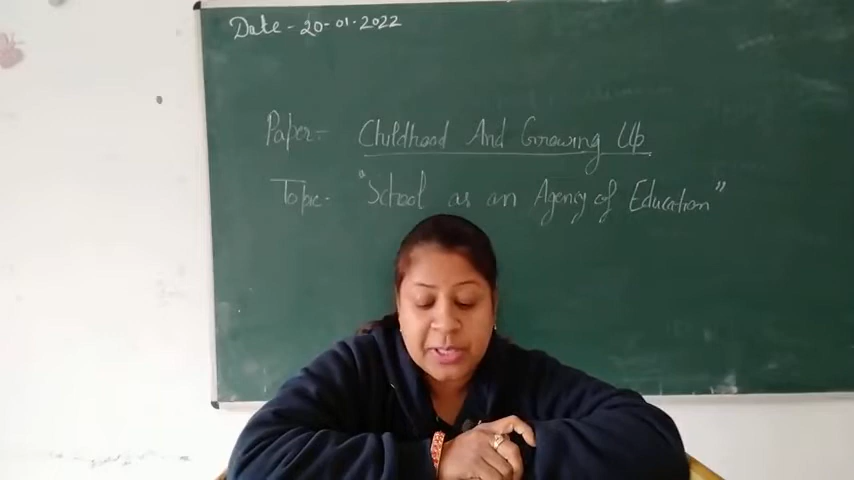 Date - 20-01-2022
Paper:- Childhood And Growing Up
Topic:- "School as an Agency of Education"